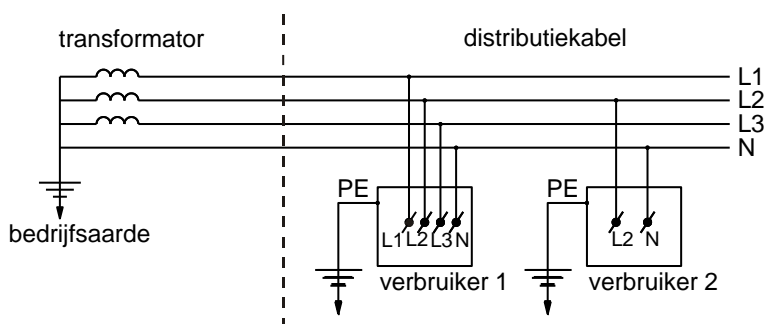 transformator
distributiekabel
L1
L2
L3
N
bedrijfsaarde
PE
L1 L2 L3 N
verbruiker 1
PE
L2 N
verbruiker 2